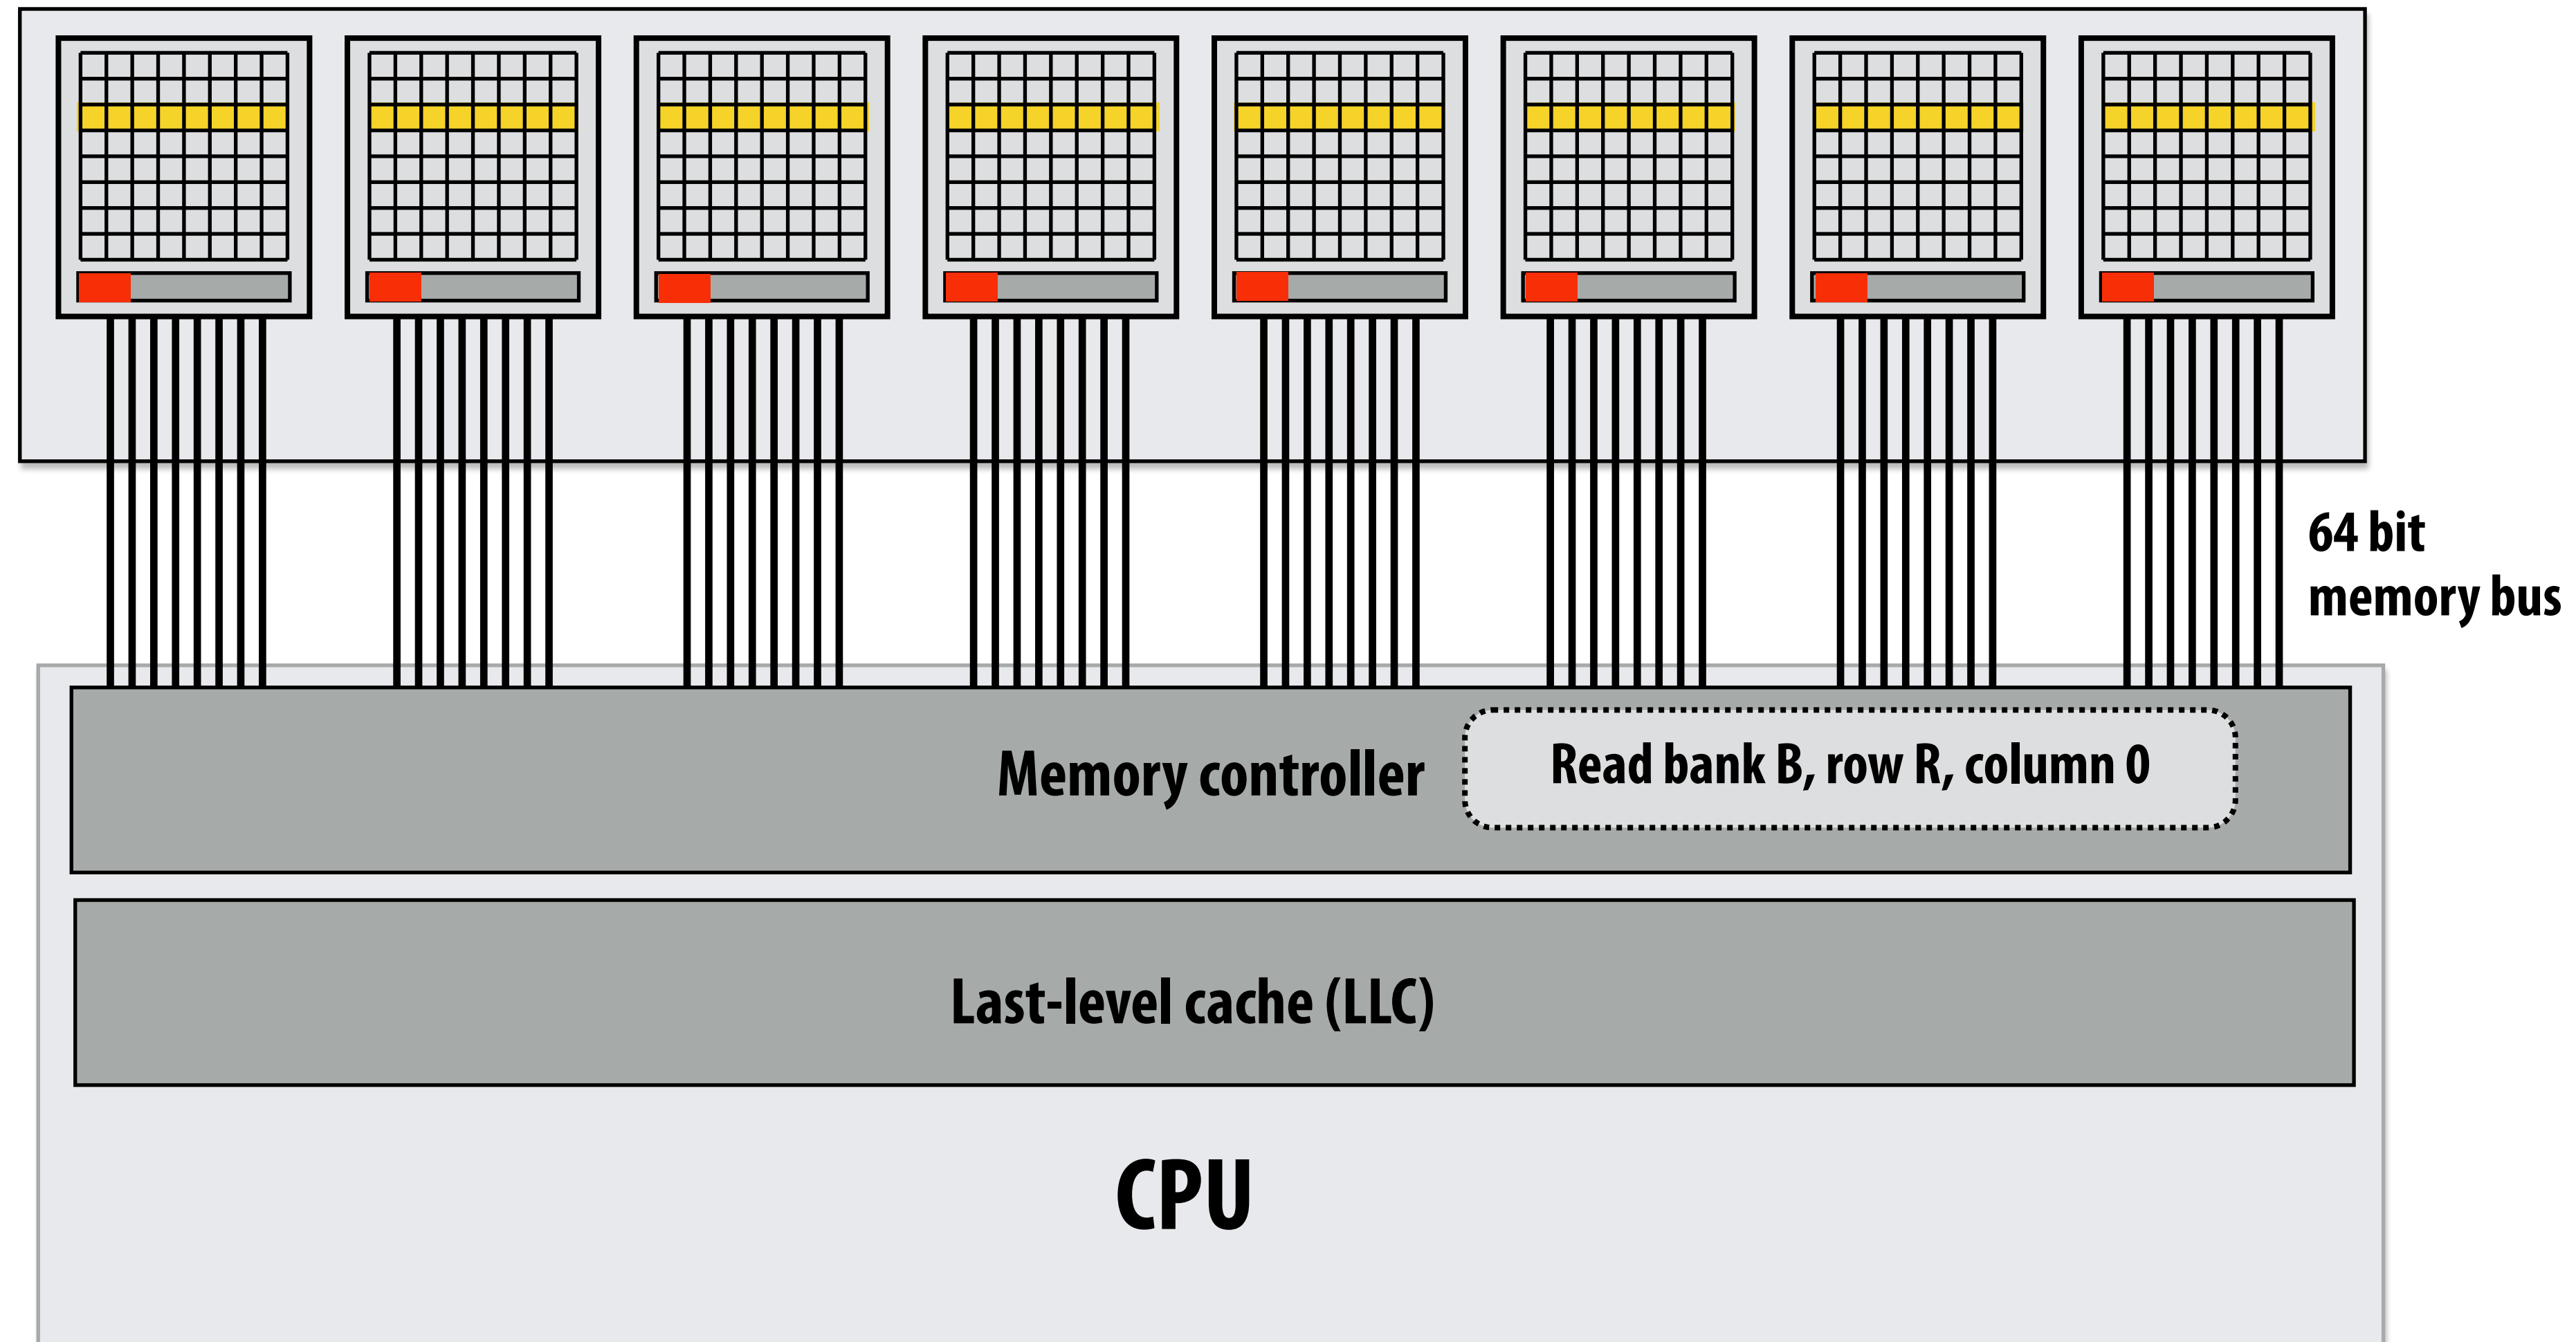 64 bit
memory bus
Memory controller
Read bank B, row R, column 0
Last-level cache (LLC)
CPU